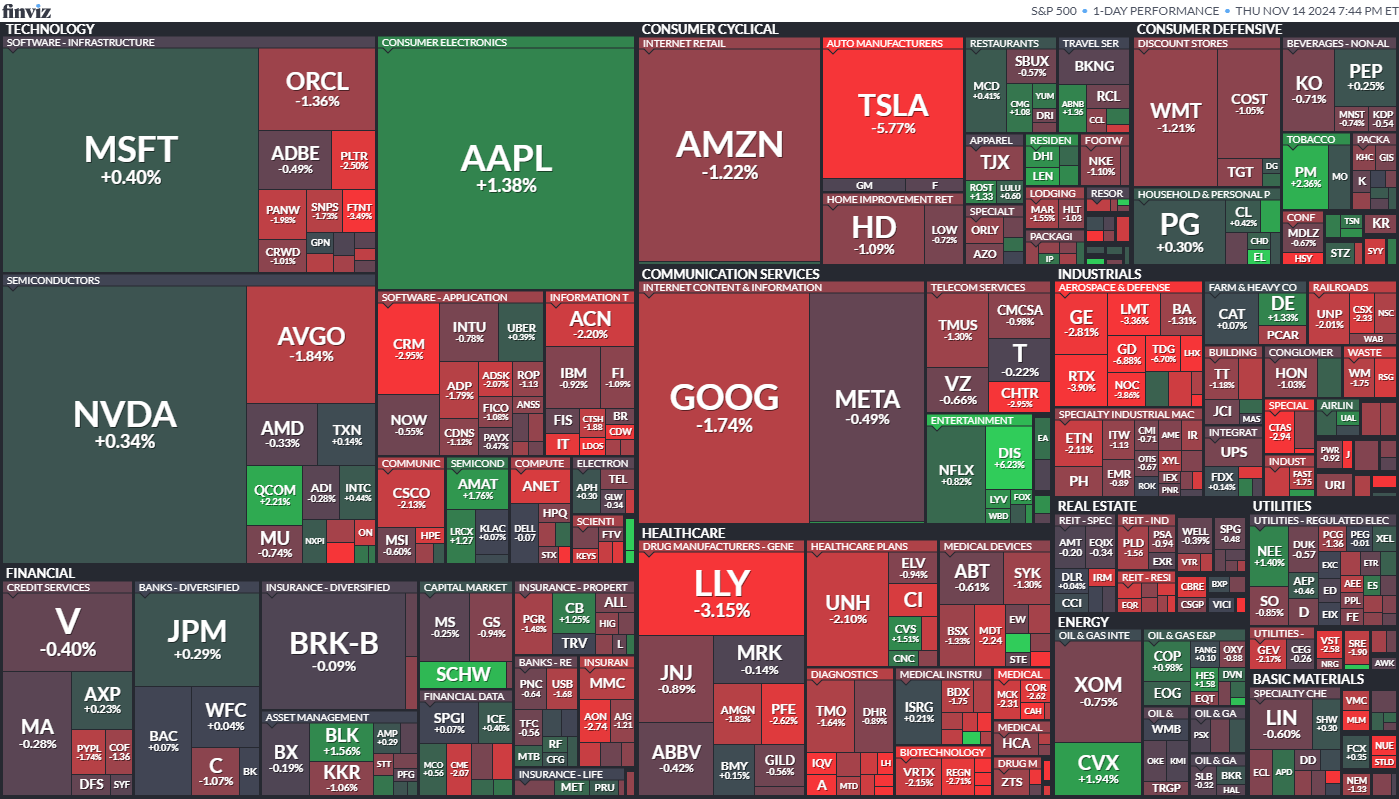 finviz
S&P 500 • 1-DAY PERFORMANCE • THU NOV 14 2024 7:44 PM ET
TECHNOLOGY
SOFTWARE - INFRASTRUCTURE
MSFT
+0.40%
ORCL
-1.36%
ADBE
-0.49%
PLTR
-2.50%
PANW
-1.98%
SNPS
-1.73%
FTNT
-3.49%
CRWD
-1.01%
GPN
CONSUMER ELECTRONICS
AAPL
+1.38%
SEMICONDUCTORS
NVDA
+0.34%
AVGO
-1.84%
AMD
-0.33%
TXN
+0.14%
QCOM
+2.21%
ADI
-0.28%
INTC
+0.44%
MU
-0.74%
NXPI
ON
SOFTWARE - APPLICATION
CRM
-2.95%
INTU
-0.78%
UBER
+0.39%
NOW
-0.55%
ADP
-1.79%
ADSK
-2.07%
ROP
-1.13
FICO
-1.08%
ANSS
CDNS
-1.12%
PAYX
-0.47%
INFORMATION T
ACN
-2.20%
IBM
-0.92%
FI
-1.09%
FIS
CTSH
-1.88
BR
CDW
IT
LDOS
COMMUNIC
CSCO
-2.13%
MSI
-0.60%
HPE
SEMICOND
AMAT
+1.76%
LRCX
+1.27
KLAC
+0.07%
COMPUTE
ANET
DELL
-0.07
HPQ
STX
ELECTRON
APH
+0.30
TEL
GLW
-0.34
SCIENTI
FTV
KEYS
CONSUMER CYCLICAL
INTERNET RETAIL
AMZN
-1.22%
AUTO MANUFACTURERS
TSLA
-5.77%
GM
F
HOME IMPROVEMENT RET
HD
-1.09%
LOW
-0.72%
RESTAURANTS
MCD
+0.41%
SBUX
-0.57%
CMG
+1.08
YUM
DRI
TRAVEL SER
BKNG
ABNB
+1.36
RCL
CCL
APPAREL
TJX
ROST
+1.33
LULU
+0.60
RESIDEN
DHI
LEN
FOOTW
NKE
-1.10%
SPECIALT
ORLY
AZO
LODGING
MAR
-1.55%
HLT
-1.03
RESOR
PACKAGI
IP
CONSUMER DEFENSIVE
DISCOUNT STORES
WMT
-1.21%
COST
-1.05%
TGT
DG
BEVERAGES - NON-AL
KO
-0.71%
PEP
+0.25%
MNST
-0.74%
KDP
-0.54
HOUSEHOLD & PERSONAL P
PG
+0.30%
CL
+0.42%
CHD
EL
TOBACCO
PM
+2.36%
MO
PACKA
KHC
GIS
K
CONF
MDLZ
-0.67%
HSY
TSN
STZ
KR
SYY
COMMUNICATION SERVICES
INTERNET CONTENT & INFORMATION
GOOG
-1.74%
META
-0.49%
TELECOM SERVICES
TMUS
-1.30%
CMCSA
-0.98%
T
-0.22%
VZ
-0.66%
CHTR
-2.95%
ENTERTAINMENT
NFLX
+0.82%
DIS
+6.23%
LYV
FOX
WBD
EA
INDUSTRIALS
AEROSPACE & DEFENSE
GE
-2.81%
LMT
-3.36%
BA
-1.31%
RTX
-3.90%
GD
-6.88%
TDG
-6.70%
LHX
NOC
-3.86%
FARM & HEAVY CO
CAT
+0.07%
DE
+1.33%
PCAR
RAILROADS
UNP
-2.01%
CSX
-2.33
NSC
WAB
BUILDING
TT
-1.18%
JCI
MAS
CONGLOMER
HON
-1.03%
WASTE
WM
-1.75
RSG
SPECIALTY INDUSTRIAL MAC
ETN
-2.11%
ITW
-1.13
CMI
-0.71
AME
IR
PH
EMR
-0.89
OTIS
-0.67
XYL
ROK
IEX
PNR
INTEGRAT
UPS
FDX
+0.14%
SPECIAL
CTAS
-2.94
AIRLIN
UAL
INDUST
FAST
-1.75
PWR
-0.92
J
URI
HEALTHCARE
DRUG MANUFACTURERS - GENE
LLY
-3.15%
JNJ
-0.89%
MRK
-0.14%
AMGN
-1.83%
PFE
-2.62%
ABBV
-0.42%
BMY
+0.15%
GILD
-0.56%
HEALTHCARE PLANS
UNH
-2.10%
ELV
-0.94%
CI
CVS
+1.51%
CNC
MEDICAL DEVICES
ABT
-0.61%
SYK
-1.30%
BSX
-1.33%
MDT
-2.24
EW
STE
DIAGNOSTICS
TMO
-1.64%
DHR
-0.89%
IQV
LH
A
MTD
MEDICAL INSTRU
ISRG
+0.21%
BDX
-1.75
MEDICAL
MCK
-2.31
COR
-2.62
CAH
BIOTECHNOLOGY
VRTX
-2.15%
REGN
-2.71%
MEDICAL
HCA
DRUG M
ZTS
REAL ESTATE
REIT - SPEC
AMT
-0.20
EQIX
-0.34
DLR
+0.04%
IRM
CCI
REIT - IND
PLD
-1.56
PSA
-0.94
EXR
WELL
-0.39%
VTR
SPG
-0.48
REIT - RESI
EQR
CBRE
CSGP
BXP
VICI
UTILITIES
UTILITIES - REGULATED ELEC
NEE
+1.40%
DUK
-0.57
PCG
-1.36
PEG
-0.01
XEL
SO
-0.85%
AEP
+0.46
EXC
ETR
ED
AEE
ES
D
PPL
EIX
FE
UTILITIES -
GEV
-2.17%
CEG
-0.26
VST
-2.58
NRG
SRE
-1.90
AWK
ENERGY
OIL & GAS INTE
XOM
-0.75%
CVX
+1.94%
OIL & GAS E&P
COP
+0.98%
FANG
+0.10
OXY
-0.88
EOG
HES
+1.58
DVN
EQT
OIL &
WMB
OKE
KMI
TRGP
OIL & GA
PSX
OIL & GA
SLB
-0.32
BKR
HAL
BASIC MATERIALS
SPECIALTY CHE
LIN
-0.60%
SHW
+0.30
ECL
APD
DD
VMC
MLM
FCX
+0.35
NUE
STLD
NEM
-1.33
FINANCIAL
CREDIT SERVICES
V
-0.40%
MA
-0.28%
AXP
+0.23%
PYPL
-1.74%
COF
-1.36
DFS
SYF
BANKS - DIVERSIFIED
JPM
+0.29%
BAC
+0.07%
WFC
+0.04%
C
-1.07%
BK
INSURANCE - DIVERSIFIED
BRK-B
-0.09%
ASSET MANAGEMENT
BX
-0.19%
BLK
+1.56%
KKR
-1.06%
AMP
+0.29
STT
PFG
CAPITAL MARKET
MS
-0.25%
GS
-0.94%
SCHW
FINANCIAL DATA
SPGI
+0.07%
ICE
+0.40%
MCO
+0.56
CME
-2.07
INSURANCE - PROPERT
PGR
-1.48%
CB
+1.25%
TRV
ALL
HIG
L
BANKS - RE
PNC
-0.64
USB
-1.68
TFC
-0.56
MTB
RF
CFG
INSURAN
MMC
AON
-2.74
AJG
-1.21
INSURANCE - LIFE
MET
PRU